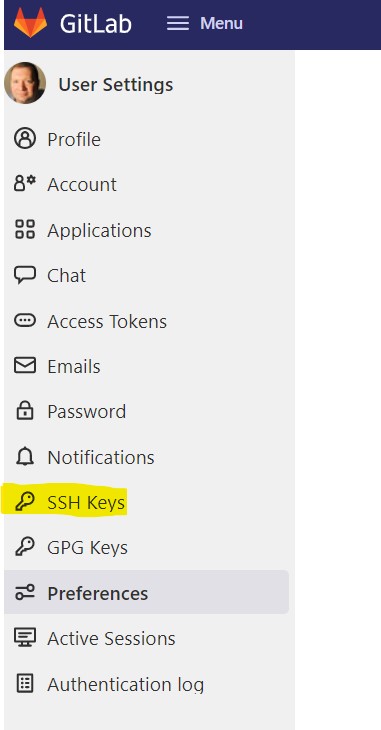 GitLab Menu
User Settings
Profile
Account
Applications
Chat
Access Tokens
Emails
Password
Notifications
SSH Keys
GPG Keys
Preferences
Active Sessions
Authentication log